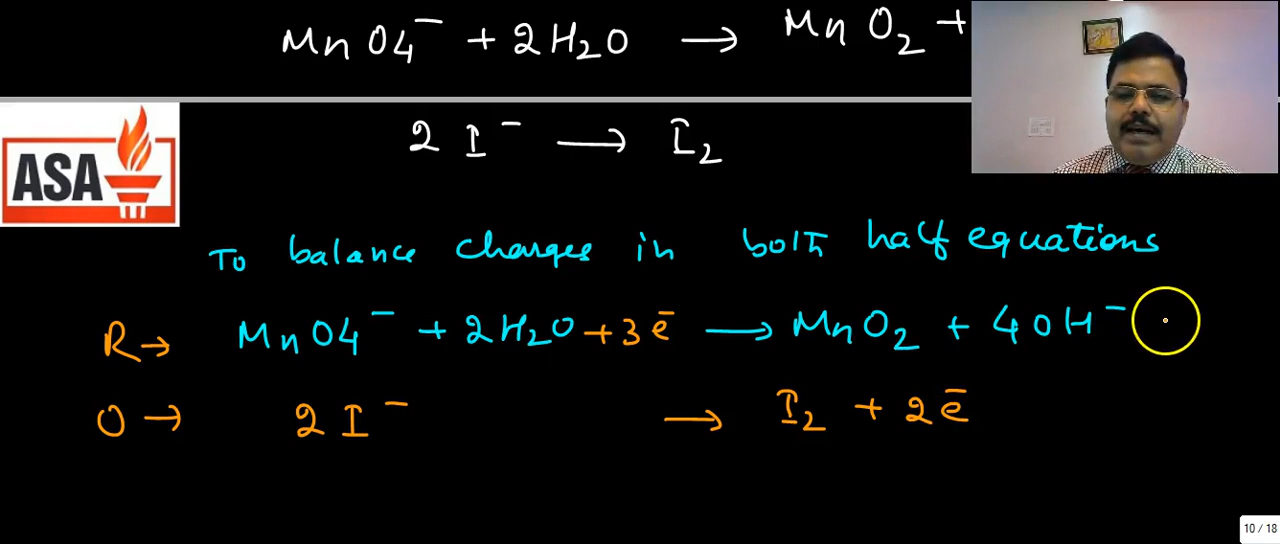 MnO4⁻ + 2H₂O → MnO₂ +
2 I⁻ → I₂
ASA
To balance charges in both half equations
R → MnO4⁻ + 2H₂O + 3ē → MnO₂ + 4OH⁻
O → 2 I⁻ → I₂ + 2ē
10 / 18